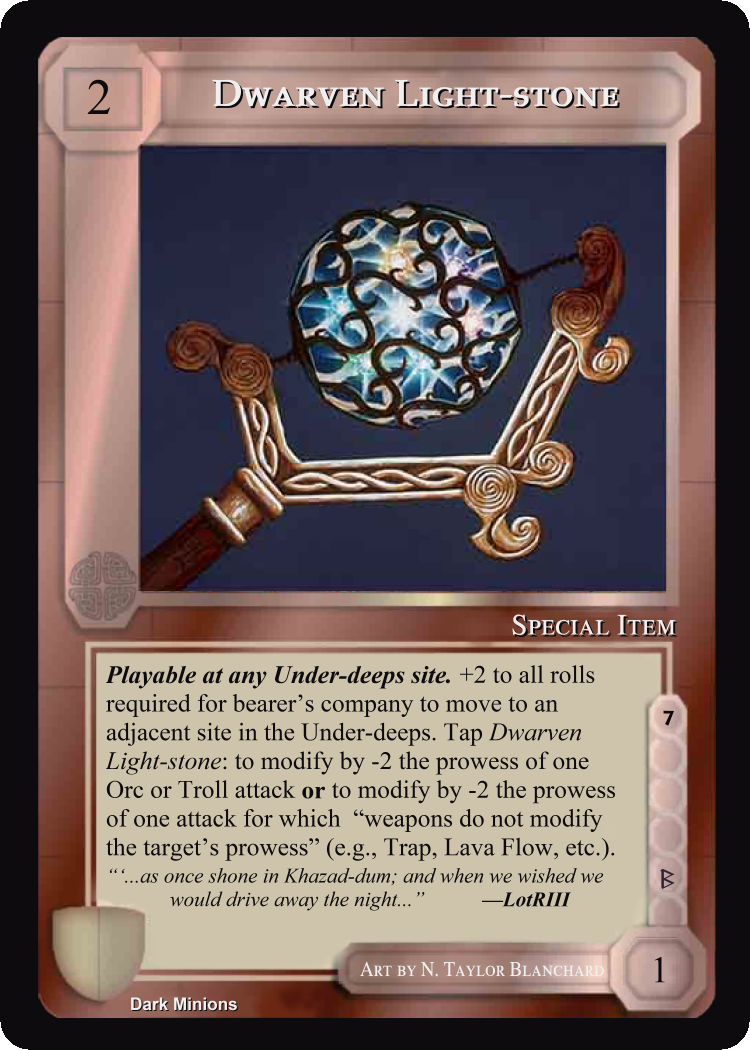 2
Dwarven Light-stone
Special Item
Playable at any Under-deeps site. +2 to all rolls
required for bearer's company to move to an
adjacent site in the Under-deeps. Tap Dwarven
Light-stone: to modify by -2 the prowess of one
Orc or Troll attack or to modify by -2 the prowess
of one attack for which “weapons do not modify
the target's prowess” (e.g., Trap, Lava Flow, etc.).
“‘...as once shone in Khazad-dum; and when we wished we
would drive away the night...” —LotRIII
7
ᛒ
Art by N. Taylor Blanchard
1
Dark Minions